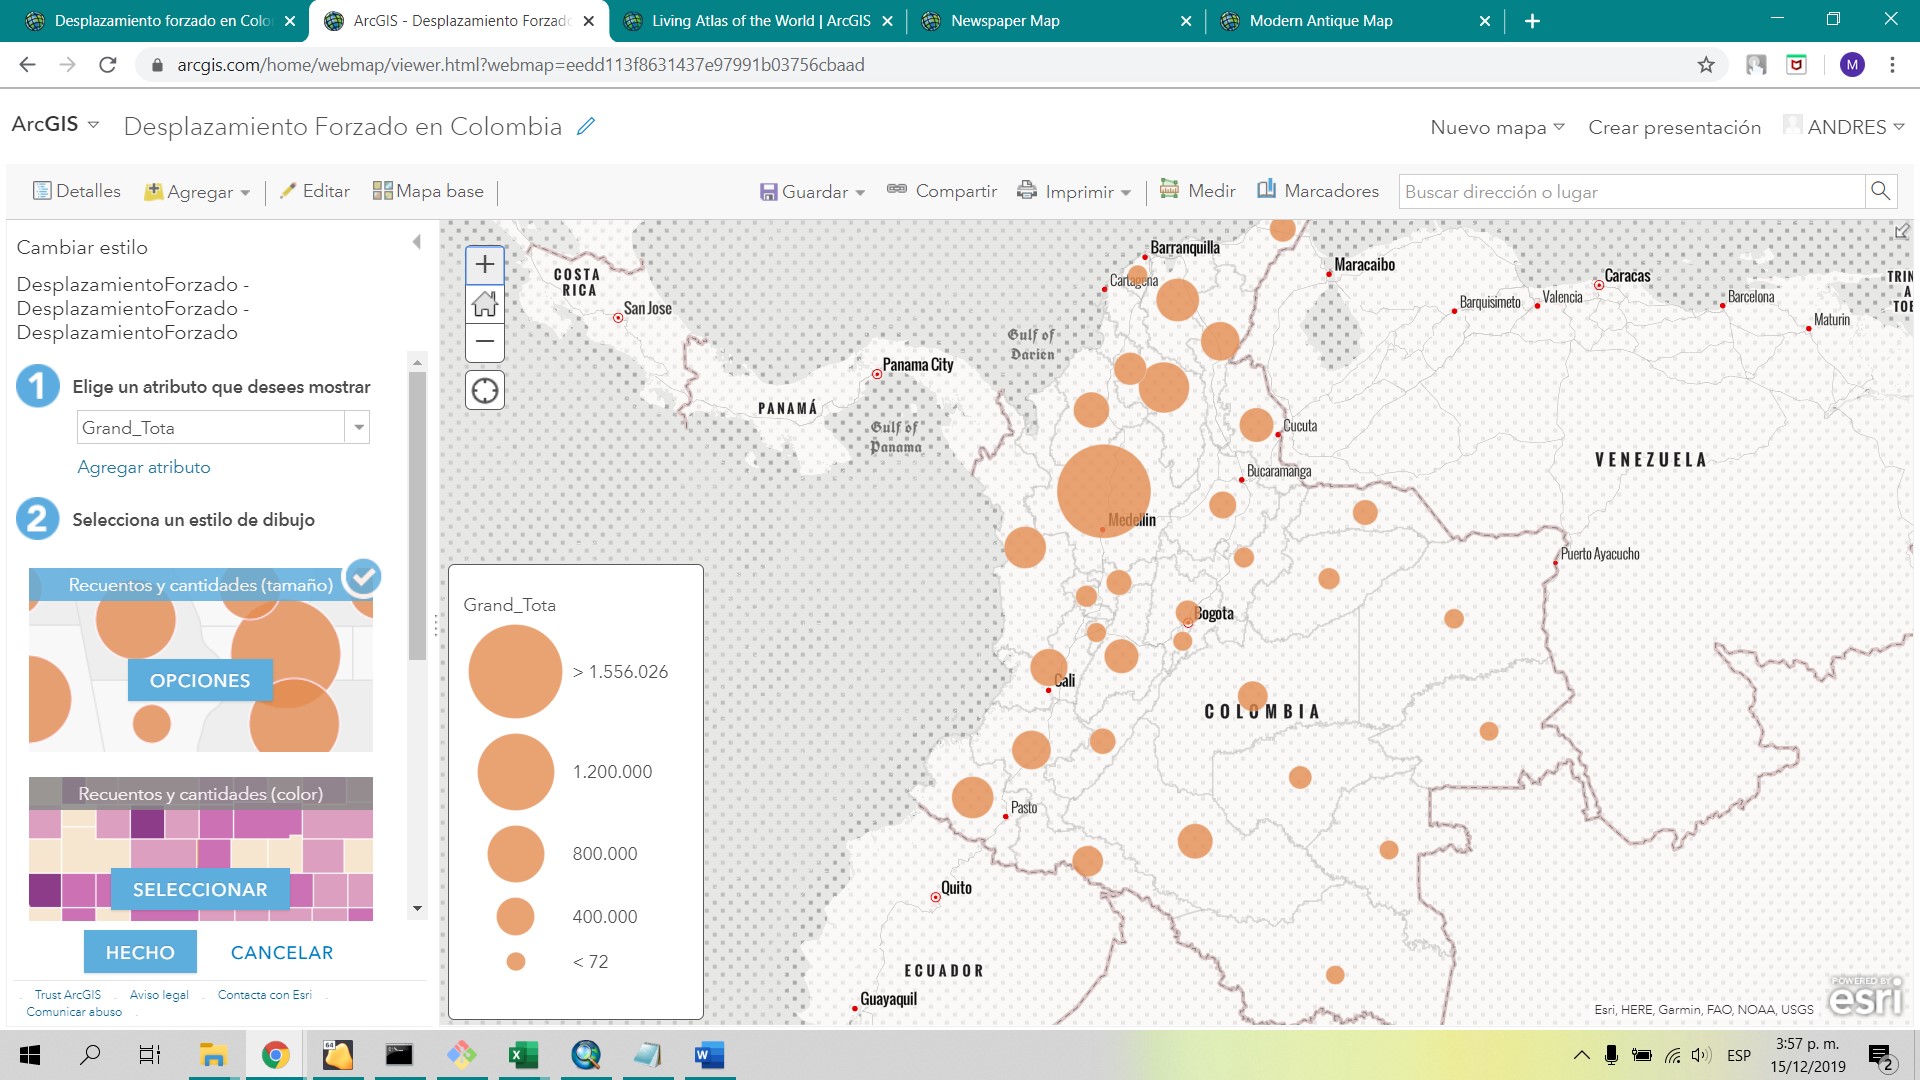 Desplazamiento forzado en Colo
ArcGIS - Desplazamiento Forzado
Living Atlas of the World | ArcGIS
Newspaper Map
Modern Antique Map
arcgis.com/home/webmap/viewer.html?webmap=eedd113f8631437e97991b03756cbaad
M
ArcGIS
Desplazamiento Forzado en Colombia
Nuevo mapa
Crear presentación
ANDRES
Detalles
Agregar
Editar
Mapa base
Guardar
Compartir
Imprimir
Medir
Marcadores
Buscar dirección o lugar
Cambiar estilo
DesplazamientoForzado -
DesplazamientoForzado -
DesplazamientoForzado
1 Elige un atributo que desees mostrar
Grand_Tota
Agregar atributo
2 Selecciona un estilo de dibujo
Recuentos y cantidades (tamaño)
OPCIONES
Recuentos y cantidades (color)
SELECCIONAR
HECHO
CANCELAR
Trust ArcGIS
Aviso legal
Contacta con Esri
Comunicar abuso
Grand_Tota
> 1.556.026
1.200.000
800.000
400.000
< 72
COSTA
RICA
San Jose
Panama City
PANAMÁ
Gulf of
Panama
Gulf of
Darien
Barranquilla
Cartagena
Maracaibo
Caracas
Barquisimeto
Valencia
Barcelona
Maturin
TRIN
A
TOB
Cucuta
Bucaramanga
VENEZUELA
Medellin
Puerto Ayacucho
Bogota
Cali
COLOMBIA
Pasto
Quito
ECUADOR
Guayaquil
Esri, HERE, Garmin, FAO, NOAA, USGS
POWERED BY
esri
64
ESP
3:57 p. m.
15/12/2019
2